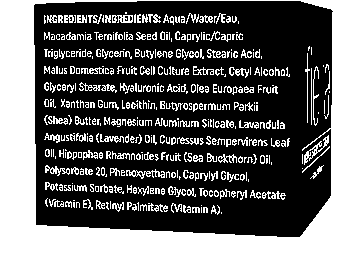 INGREDIENTS/INGRÉDIENTS: Aqua/Water/Eau,
Macadamia Ternifolia Seed Oil, Caprylic/Capric
Triglyceride, Glycerin, Butylene Glycol, Stearic Acid,
Malus Domestica Fruit Cell Culture Extract, Cetyl Alcohol,
Glyceryl Stearate, Hyaluronic Acid, Olea Europaea Fruit
Oil, Xanthan Gum, Lecithin, Butyrospermum Parkii
(Shea) Butter, Magnesium Aluminum Silicate, Lavandula
Angustifolia (Lavender) Oil, Cupressus Sempervirens Leaf
Oil, Hippophae Rhamnoides Fruit (Sea Buckthorn) Oil,
Polysorbate 20, Phenoxyethanol, Caprylyl Glycol,
Potassium Sorbate, Hexylene Glycol, Tocopheryl Acetate
(Vitamin E), Retinyl Palmitate (Vitamin A).